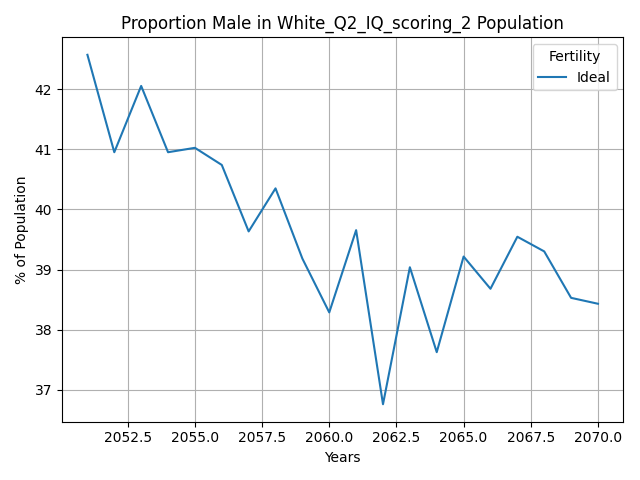 Proportion Male in White_Q2_IQ_scoring_2 Population
Fertility
Ideal
% of Population
42
41
40
39
38
37
2052.5 2055.0 2057.5 2060.0 2062.5 2065.0 2067.5 2070.0
Years